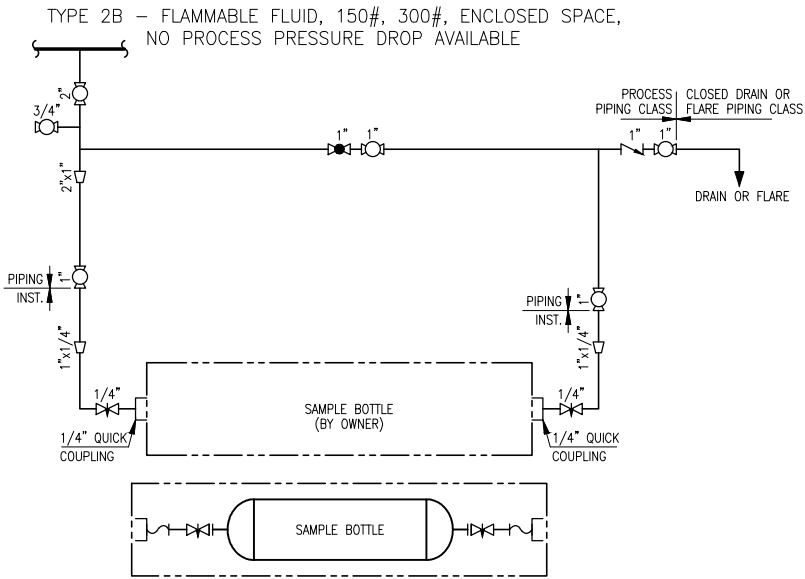 TYPE 2B – FLAMMABLE FLUID, 150#, 300#, ENCLOSED SPACE,
NO PROCESS PRESSURE DROP AVAILABLE
2"
3/4"
PROCESS
PIPING CLASS
CLOSED DRAIN OR
FLARE PIPING CLASS
1"
1"
1"
1"
2"x1"
DRAIN OR FLARE
PIPING
INST.
1"
PIPING
INST.
1"
1"x1/4"
1"x1/4"
1/4"
1/4"
SAMPLE BOTTLE
(BY OWNER)
1/4" QUICK
COUPLING
1/4" QUICK
COUPLING
SAMPLE BOTTLE